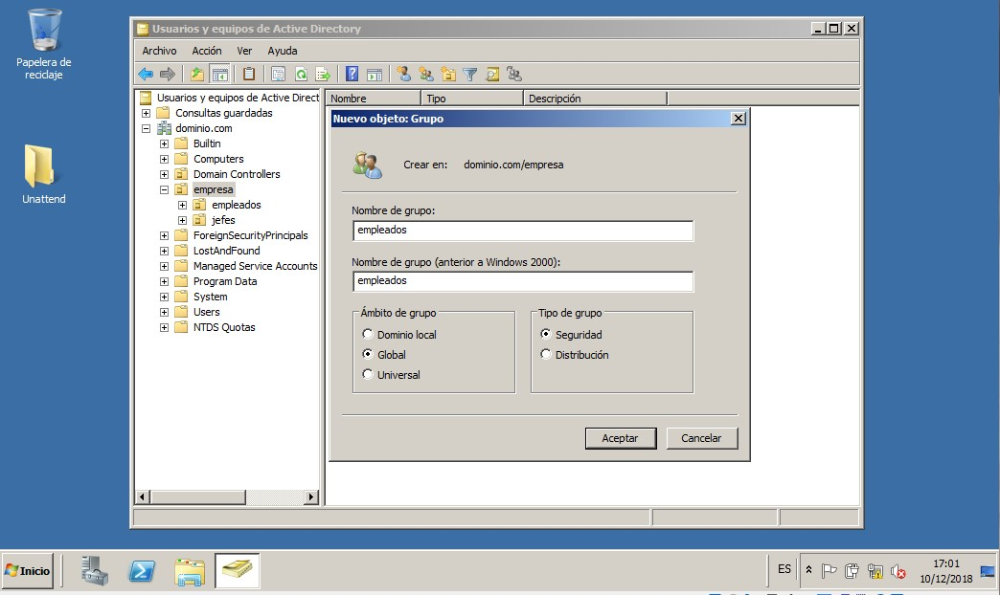 Papelera de
reciclaje
Unattend
Usuarios y equipos de Active Directory
Archivo Acción Ver Ayuda
Usuarios y equipos de Active Direct
Consultas guardadas
dominio.com
Builtin
Computers
Domain Controllers
empresa
empleados
jefes
ForeignSecurityPrincipals
LostAndFound
Managed Service Accounts
Program Data
System
Users
NTDS Quotas
Nombre Tipo Descripción
Nuevo objeto: Grupo
Crear en: dominio.com/empresa
Nombre de grupo:
empleados
Nombre de grupo (anterior a Windows 2000):
empleados
Ámbito de grupo
Dominio local
Global
Universal
Tipo de grupo
Seguridad
Distribución
Aceptar Cancelar
Inicio
ES
17:01
10/12/2018